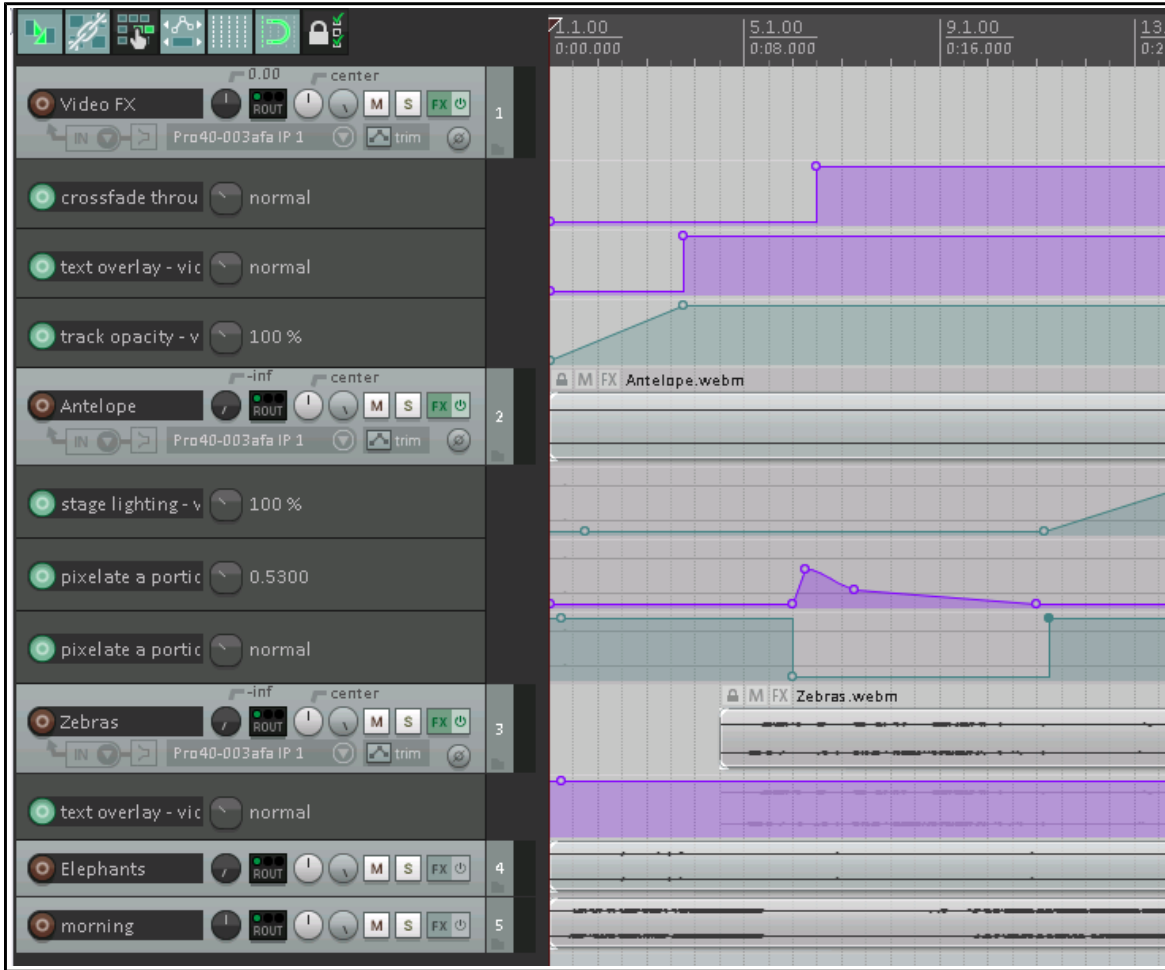 1.1.00 5.1.00 9.1.00 13
0:00.000 0:08.000 0:16.000 0:2
0.00 center
Video FX ROUT M S FX 1
IN Pro40-003afa IP 1 trim
crossfade throu normal
text overlay - vic normal
track opacity - v 100 %
M FX Antelope.webm
-inf center
Antelope ROUT M S FX 2
IN Pro40-003afa IP 1 trim
stage lighting - v 100 %
pixelate a portic 0.5300
pixelate a portic normal
M FX Zebras.webm
-inf center
Zebras ROUT M S FX 3
IN Pro40-003afa IP 1 trim
text overlay - vic normal
Elephants ROUT M S FX 4
morning ROUT M S FX 5